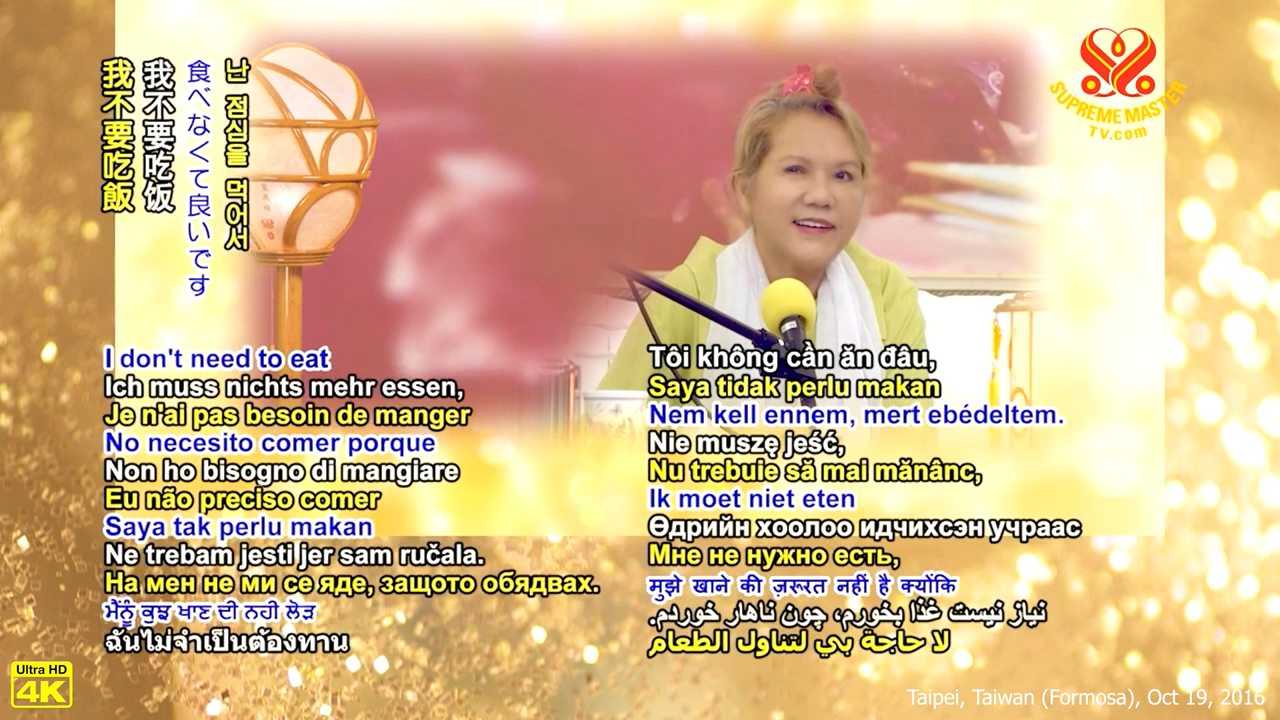 我不要吃飯
我不要吃饭
食べなくて良いです
난 점심을 먹어서
SUPREME MASTER
TV.com
I don't need to eat
Ich muss nichts mehr essen,
Je n'ai pas besoin de manger
No necesito comer porque
Non ho bisogno di mangiare
Eu não preciso comer
Saya tak perlu makan
Ne trebam jesti jer sam ručala.
На мен не ми се яде, защото обядвах.
ਮੈਨੂੰ ਕੁਝ ਖਾਣ ਦੀ ਨਹੀ ਲੋੜ
ฉันไม่จำเป็นต้องทาน
Tôi không cần ăn đâu,
Saya tidak perlu makan
Nem kell ennem, mert ebédeltem.
Nie muszę jeść,
Nu trebuie să mai mănânc,
Ik moet niet eten
Өдрийн хоолоо идчихсэн учраас
Мне не нужно есть,
मुझे खाने की ज़रूरत नहीं है क्योंकि
نیاز نیست غذا بخورم، چون ناهار خوردم.
لا حاجة بي لتناول الطعام
Ultra HD
4K
Taipei, Taiwan (Formosa), Oct 19, 2016